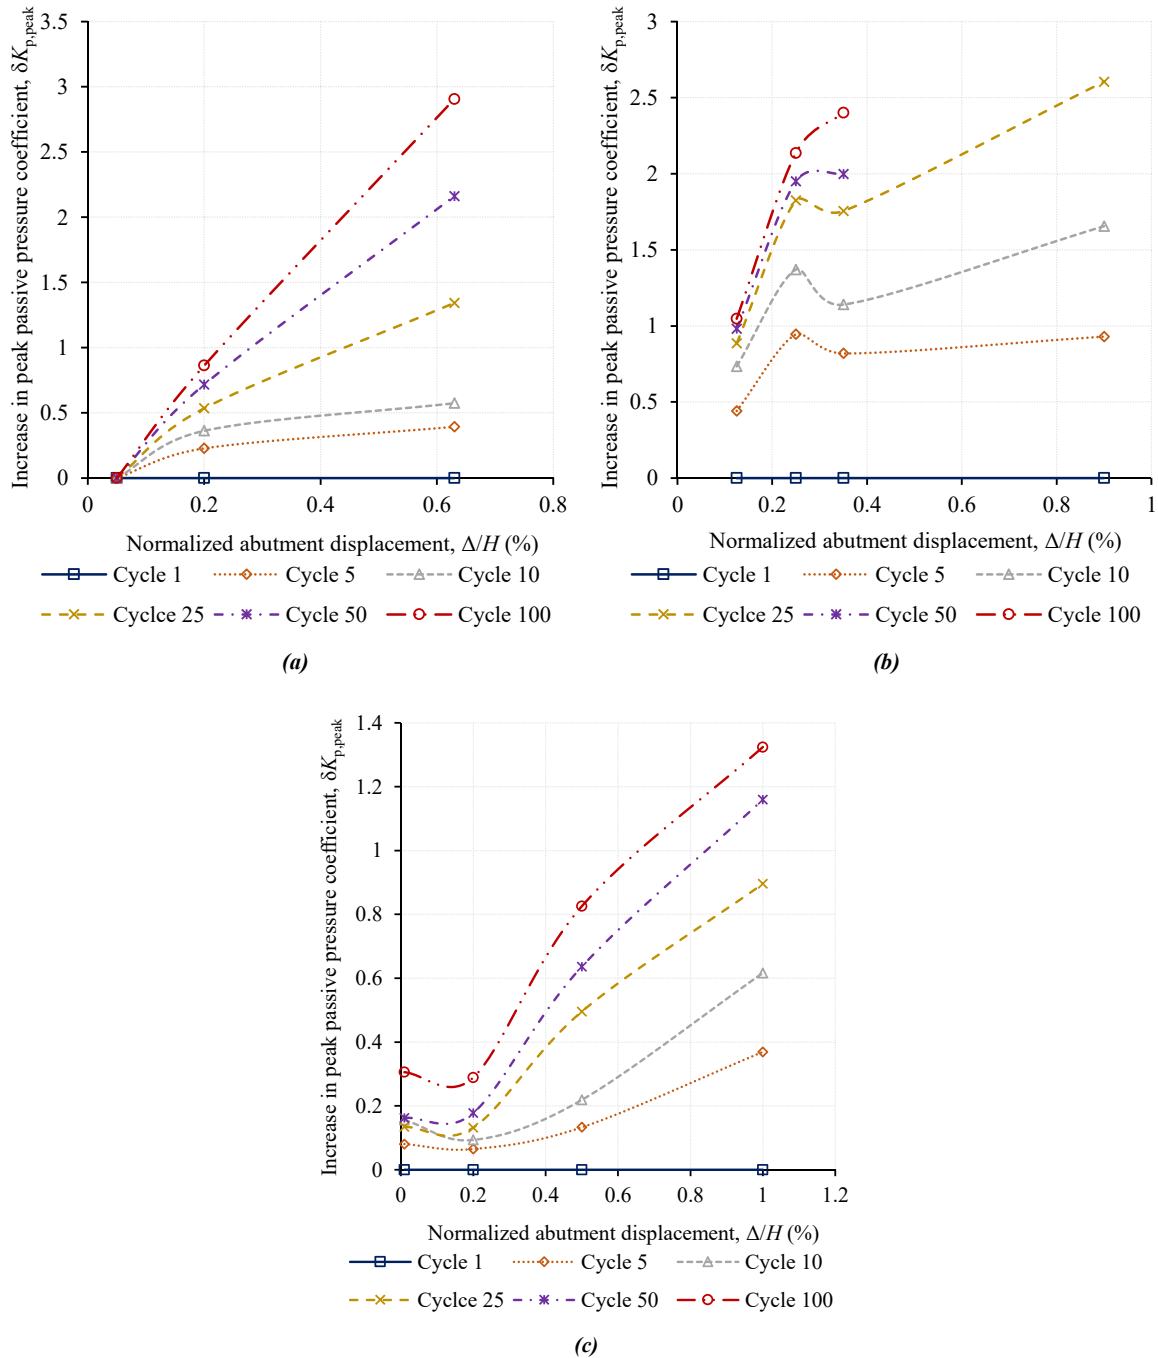 Increase in peak passive pressure coefficient, δKp,peak
3.5
3
2.5
2
1.5
1
0.5
0
0 0.2 0.4 0.6 0.8
Normalized abutment displacement, Δ/H (%)
Cycle 1 Cycle 5 Cycle 10
Cyclce 25 Cycle 50 Cycle 100
(a)
Increase in peak passive pressure coefficient, δKp,peak
3
2.5
2
1.5
1
0.5
0
0 0.2 0.4 0.6 0.8 1
Normalized abutment displacement, Δ/H (%)
Cycle 1 Cycle 5 Cycle 10
Cyclce 25 Cycle 50 Cycle 100
(b)
Increase in peak passive pressure coefficient, δKp,peak
1.4
1.2
1
0.8
0.6
0.4
0.2
0
0 0.2 0.4 0.6 0.8 1 1.2
Normalized abutment displacement, Δ/H (%)
Cycle 1 Cycle 5 Cycle 10
Cyclce 25 Cycle 50 Cycle 100
(c)